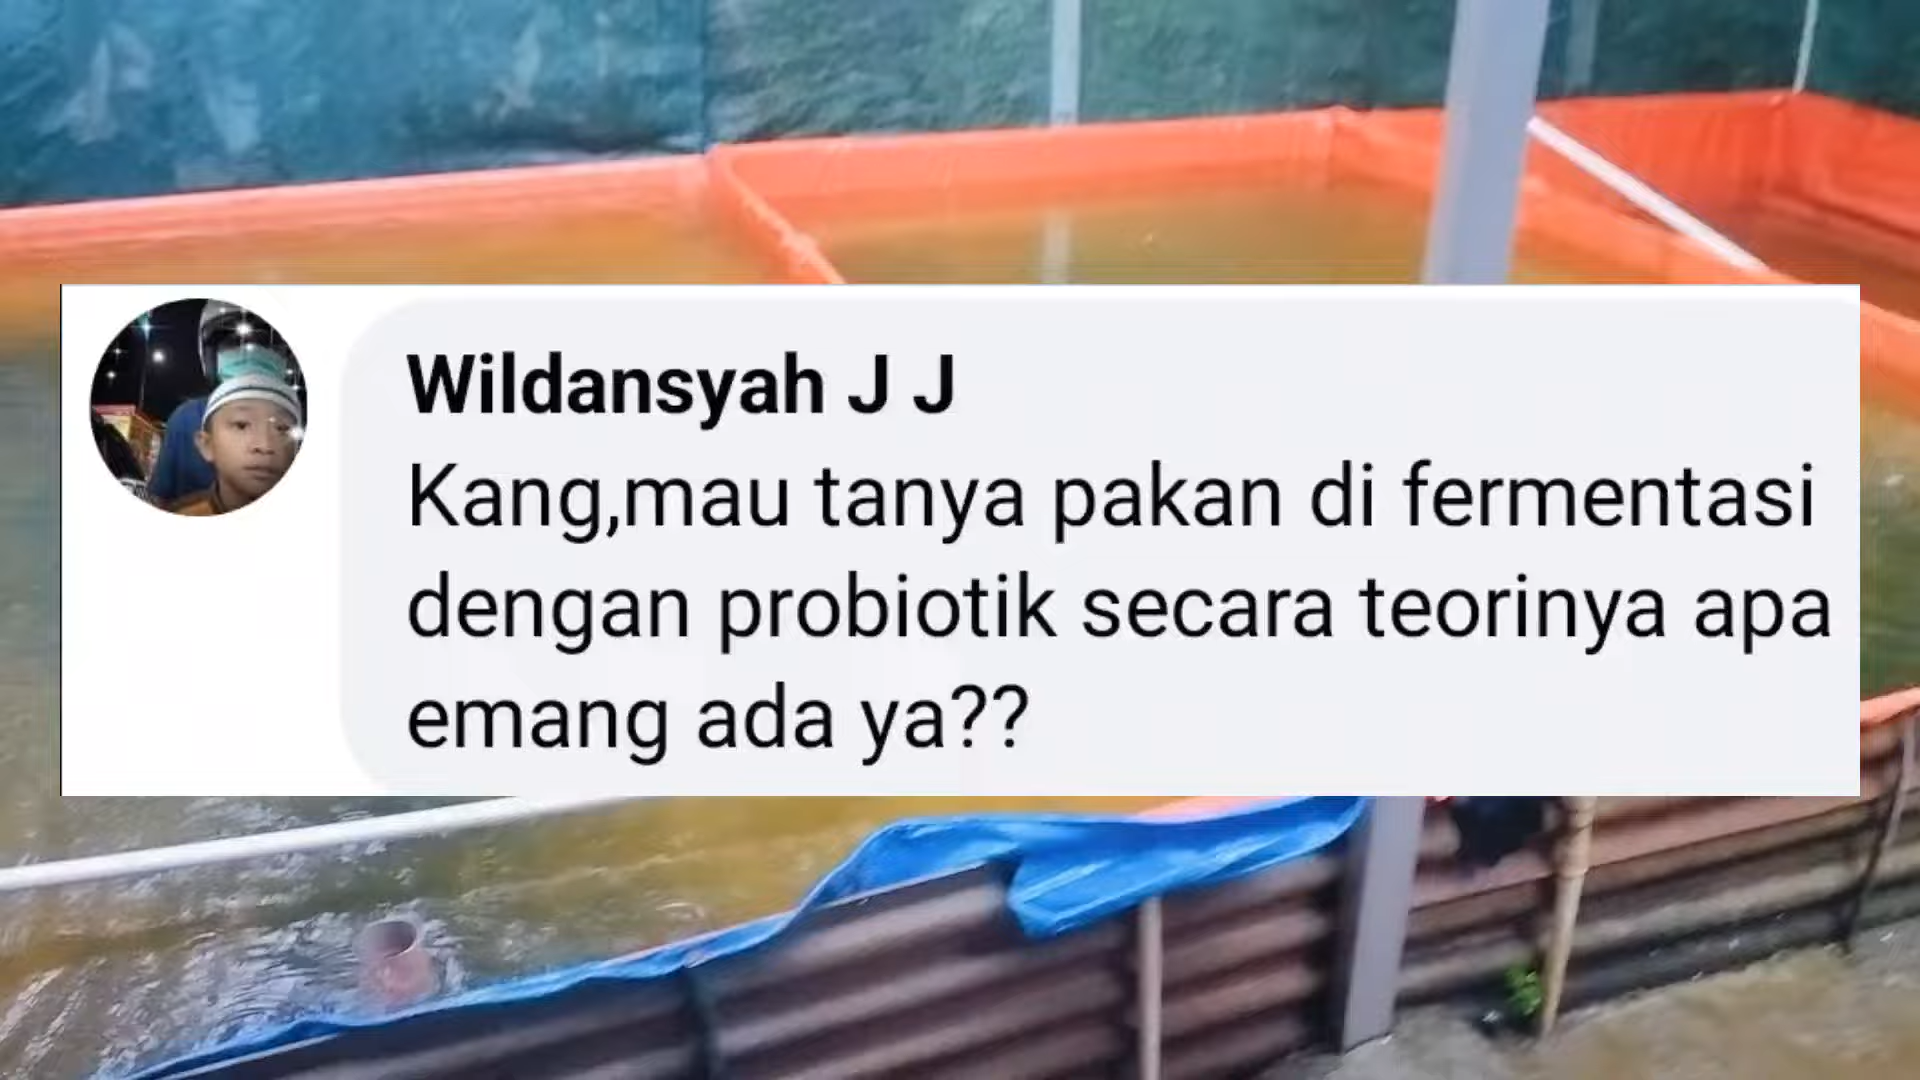 Wildansyah J J
Kang,mau tanya pakan di fermentasi
dengan probiotik secara teorinya apa
emang ada ya??